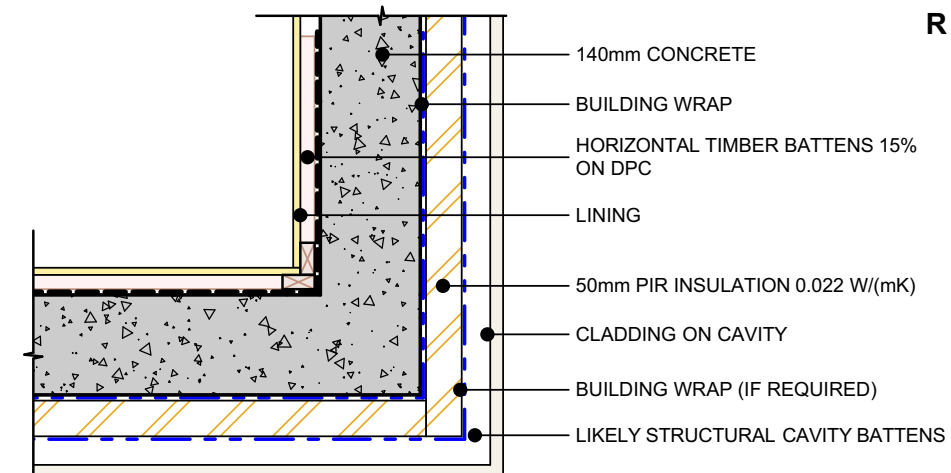 R
140mm CONCRETE
BUILDING WRAP
HORIZONTAL TIMBER BATTENS 15%
ON DPC
LINING
50mm PIR INSULATION 0.022 W/(mK)
CLADDING ON CAVITY
BUILDING WRAP (IF REQUIRED)
LIKELY STRUCTURAL CAVITY BATTENS